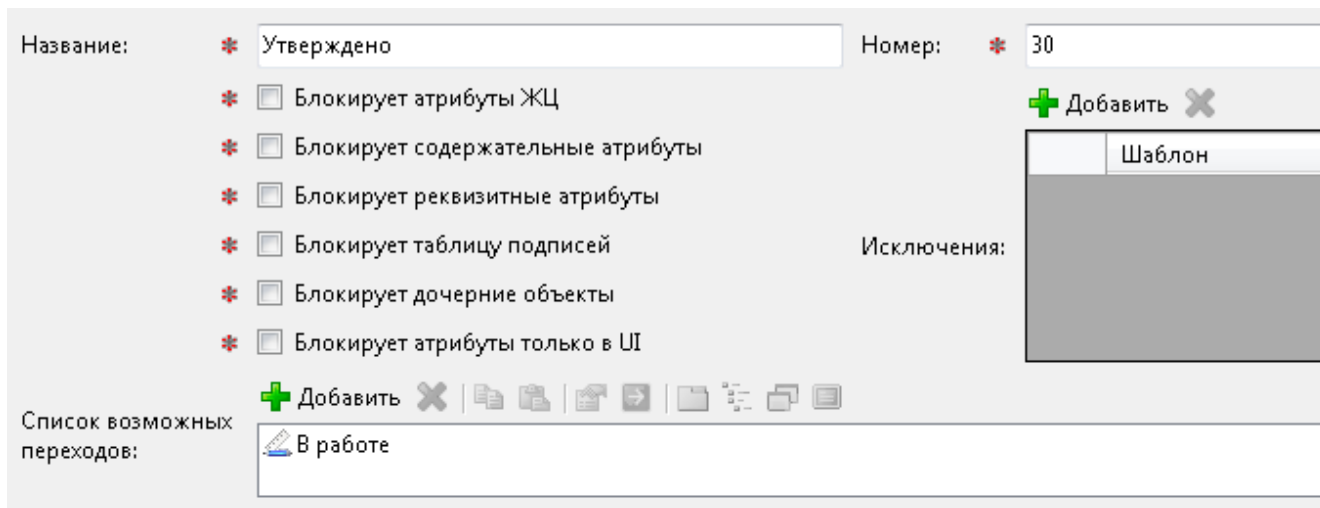 Название: * Утверждено Номер: * 30
* Блокирует атрибуты ЖЦ
Добавить
* Блокирует содержательные атрибуты
Шаблон
* Блокирует реквизитные атрибуты
* Блокирует таблицу подписей
Исключения:
* Блокирует дочерние объекты
* Блокирует атрибуты только в UI
Добавить
Список возможных
переходов:
В работе